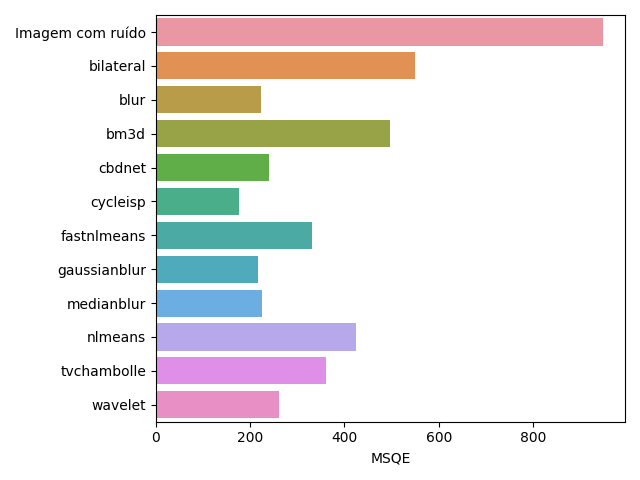 Imagem com ruído
bilateral
blur
bm3d
cbdnet
cycleisp
fastnlmeans
gaussianblur
medianblur
nlmeans
tvchambolle
wavelet
0 200 400 600 800
MSQE